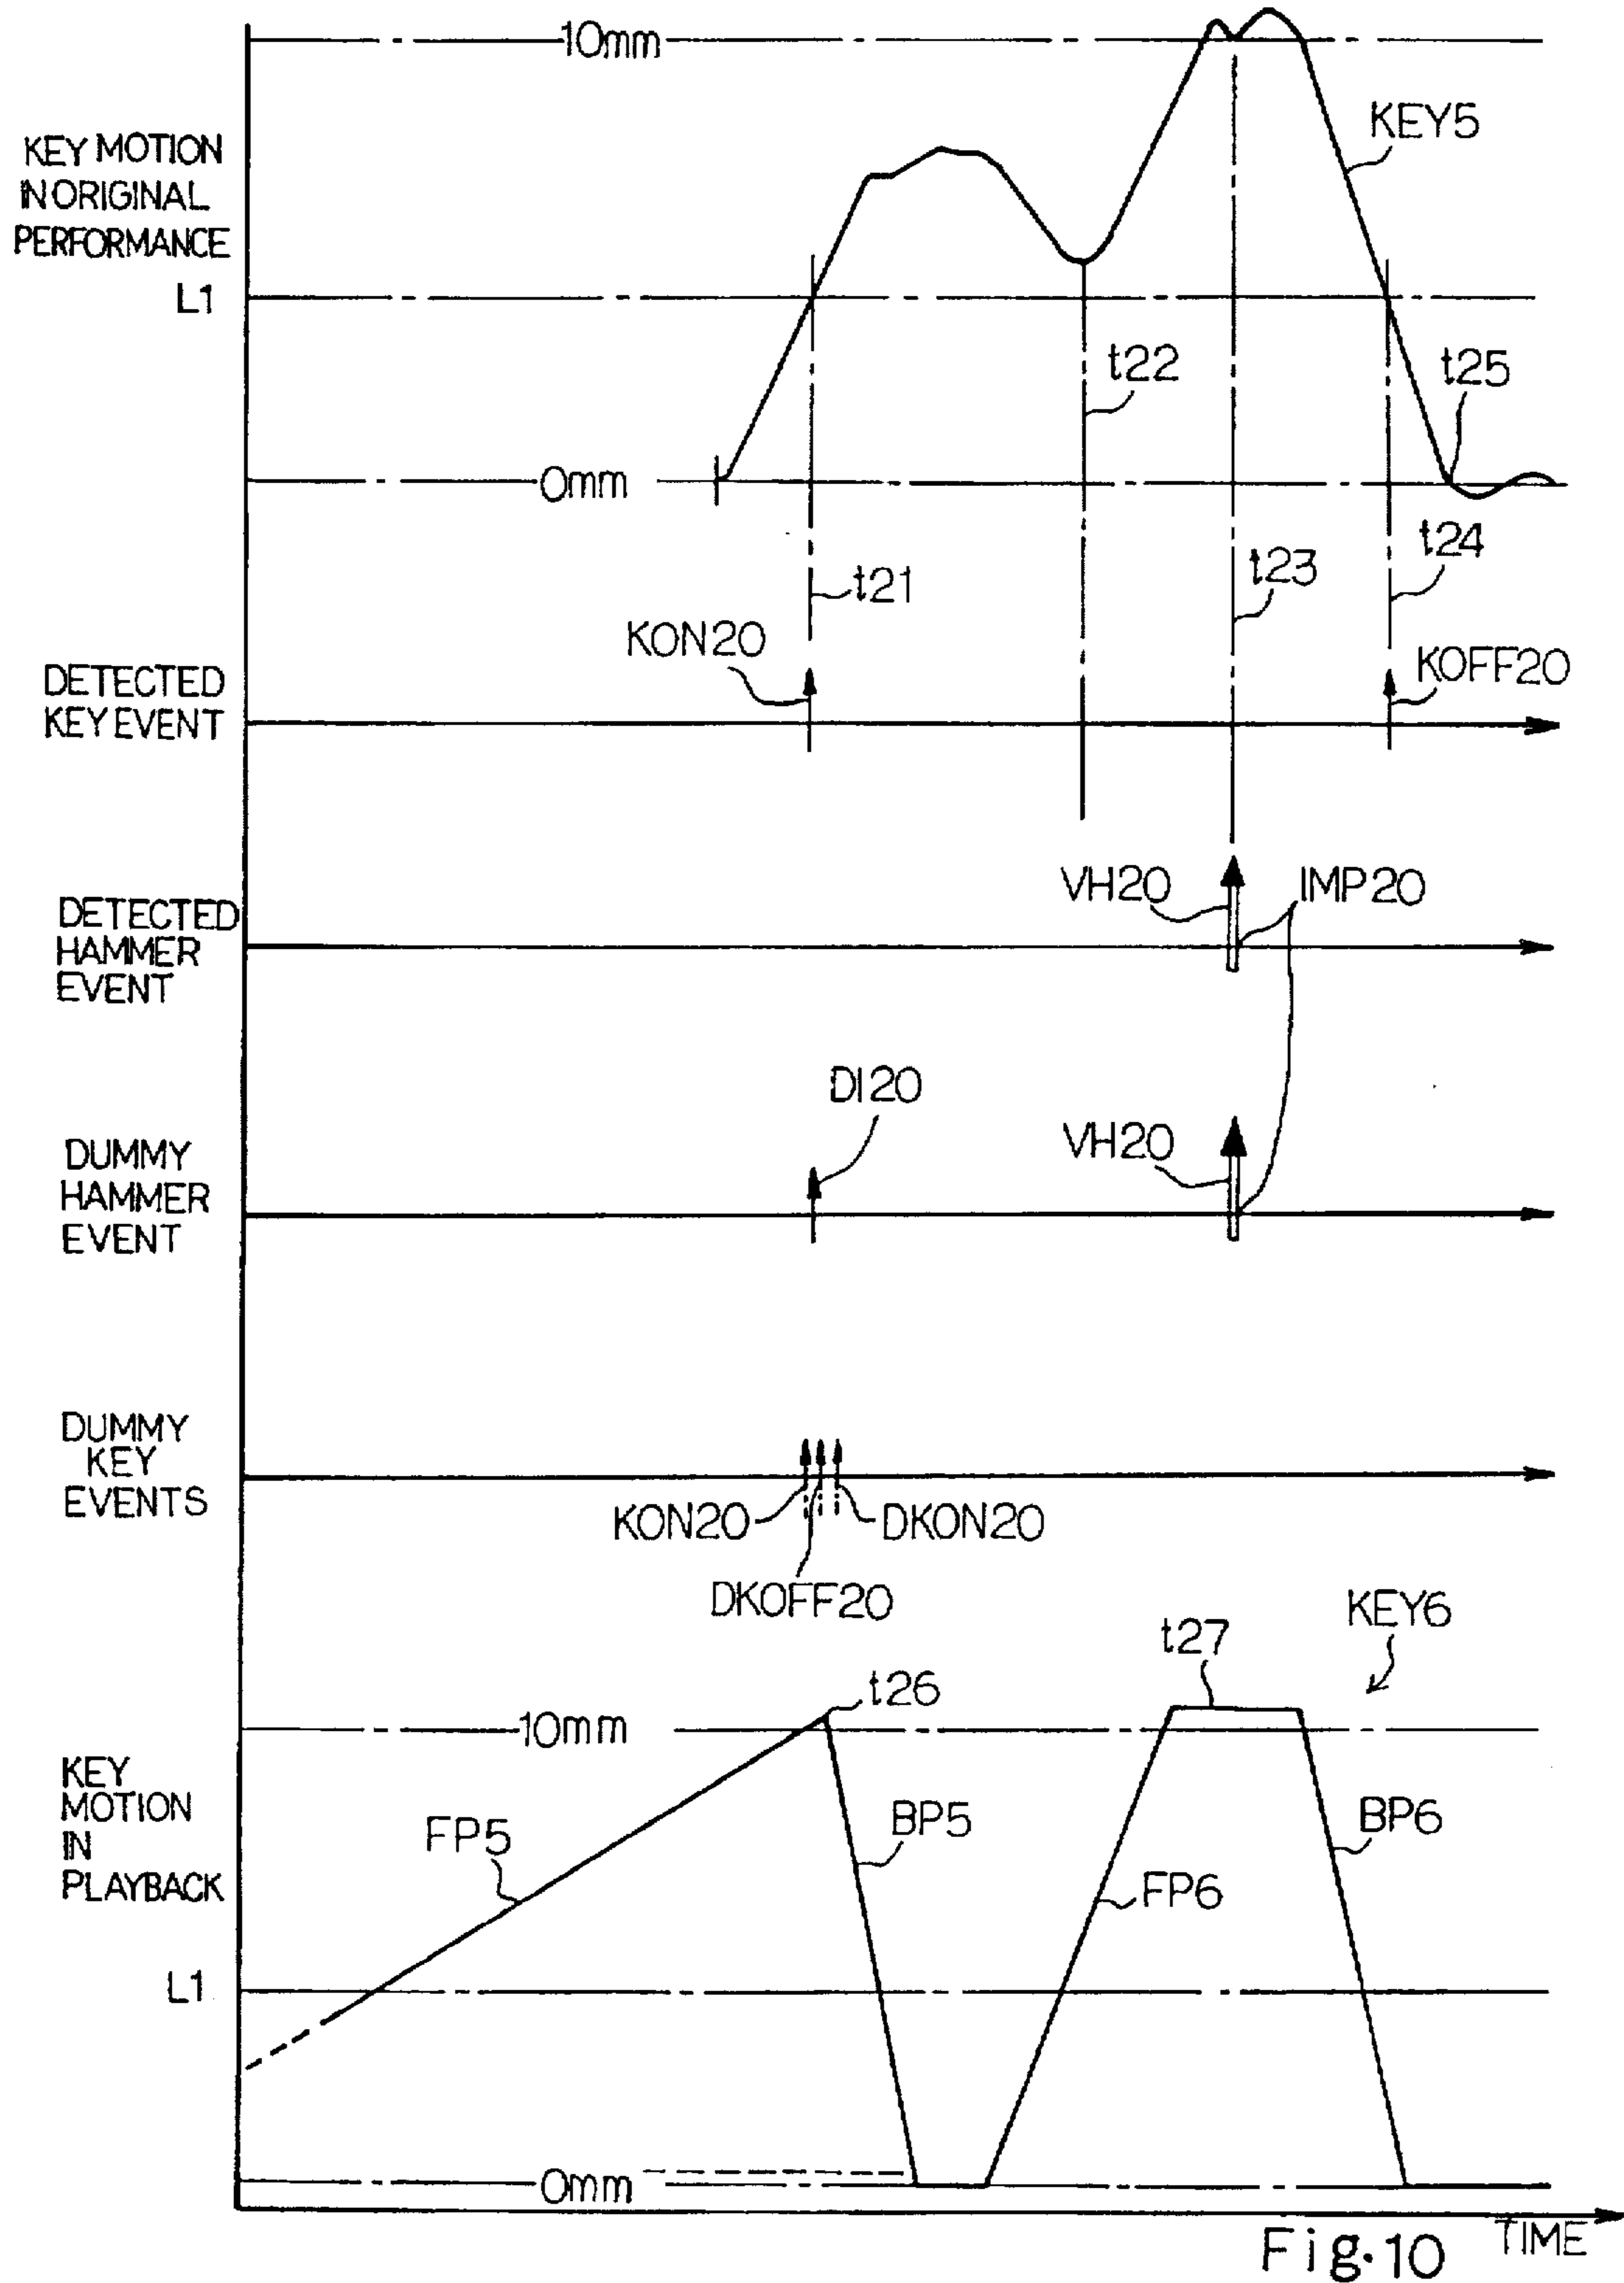 10mm
KEY MOTION
IN ORIGINAL
PERFORMANCE
KEY5
L1
t22
t25
0mm
t21
t23
t24
KON20
KOFF20
DETECTED
KEY EVENT
VH20
IMP20
DETECTED
HAMMER
EVENT
DI20
VH20
DUMMY
HAMMER
EVENT
DUMMY
KEY
EVENTS
KON20
DKON20
DKOFF20
KEY6
t27
t26
10mm
KEY
MOTION
IN
PLAYBACK
FP5
BP5
FP6
BP6
L1
0mm
TIME
Fig.10